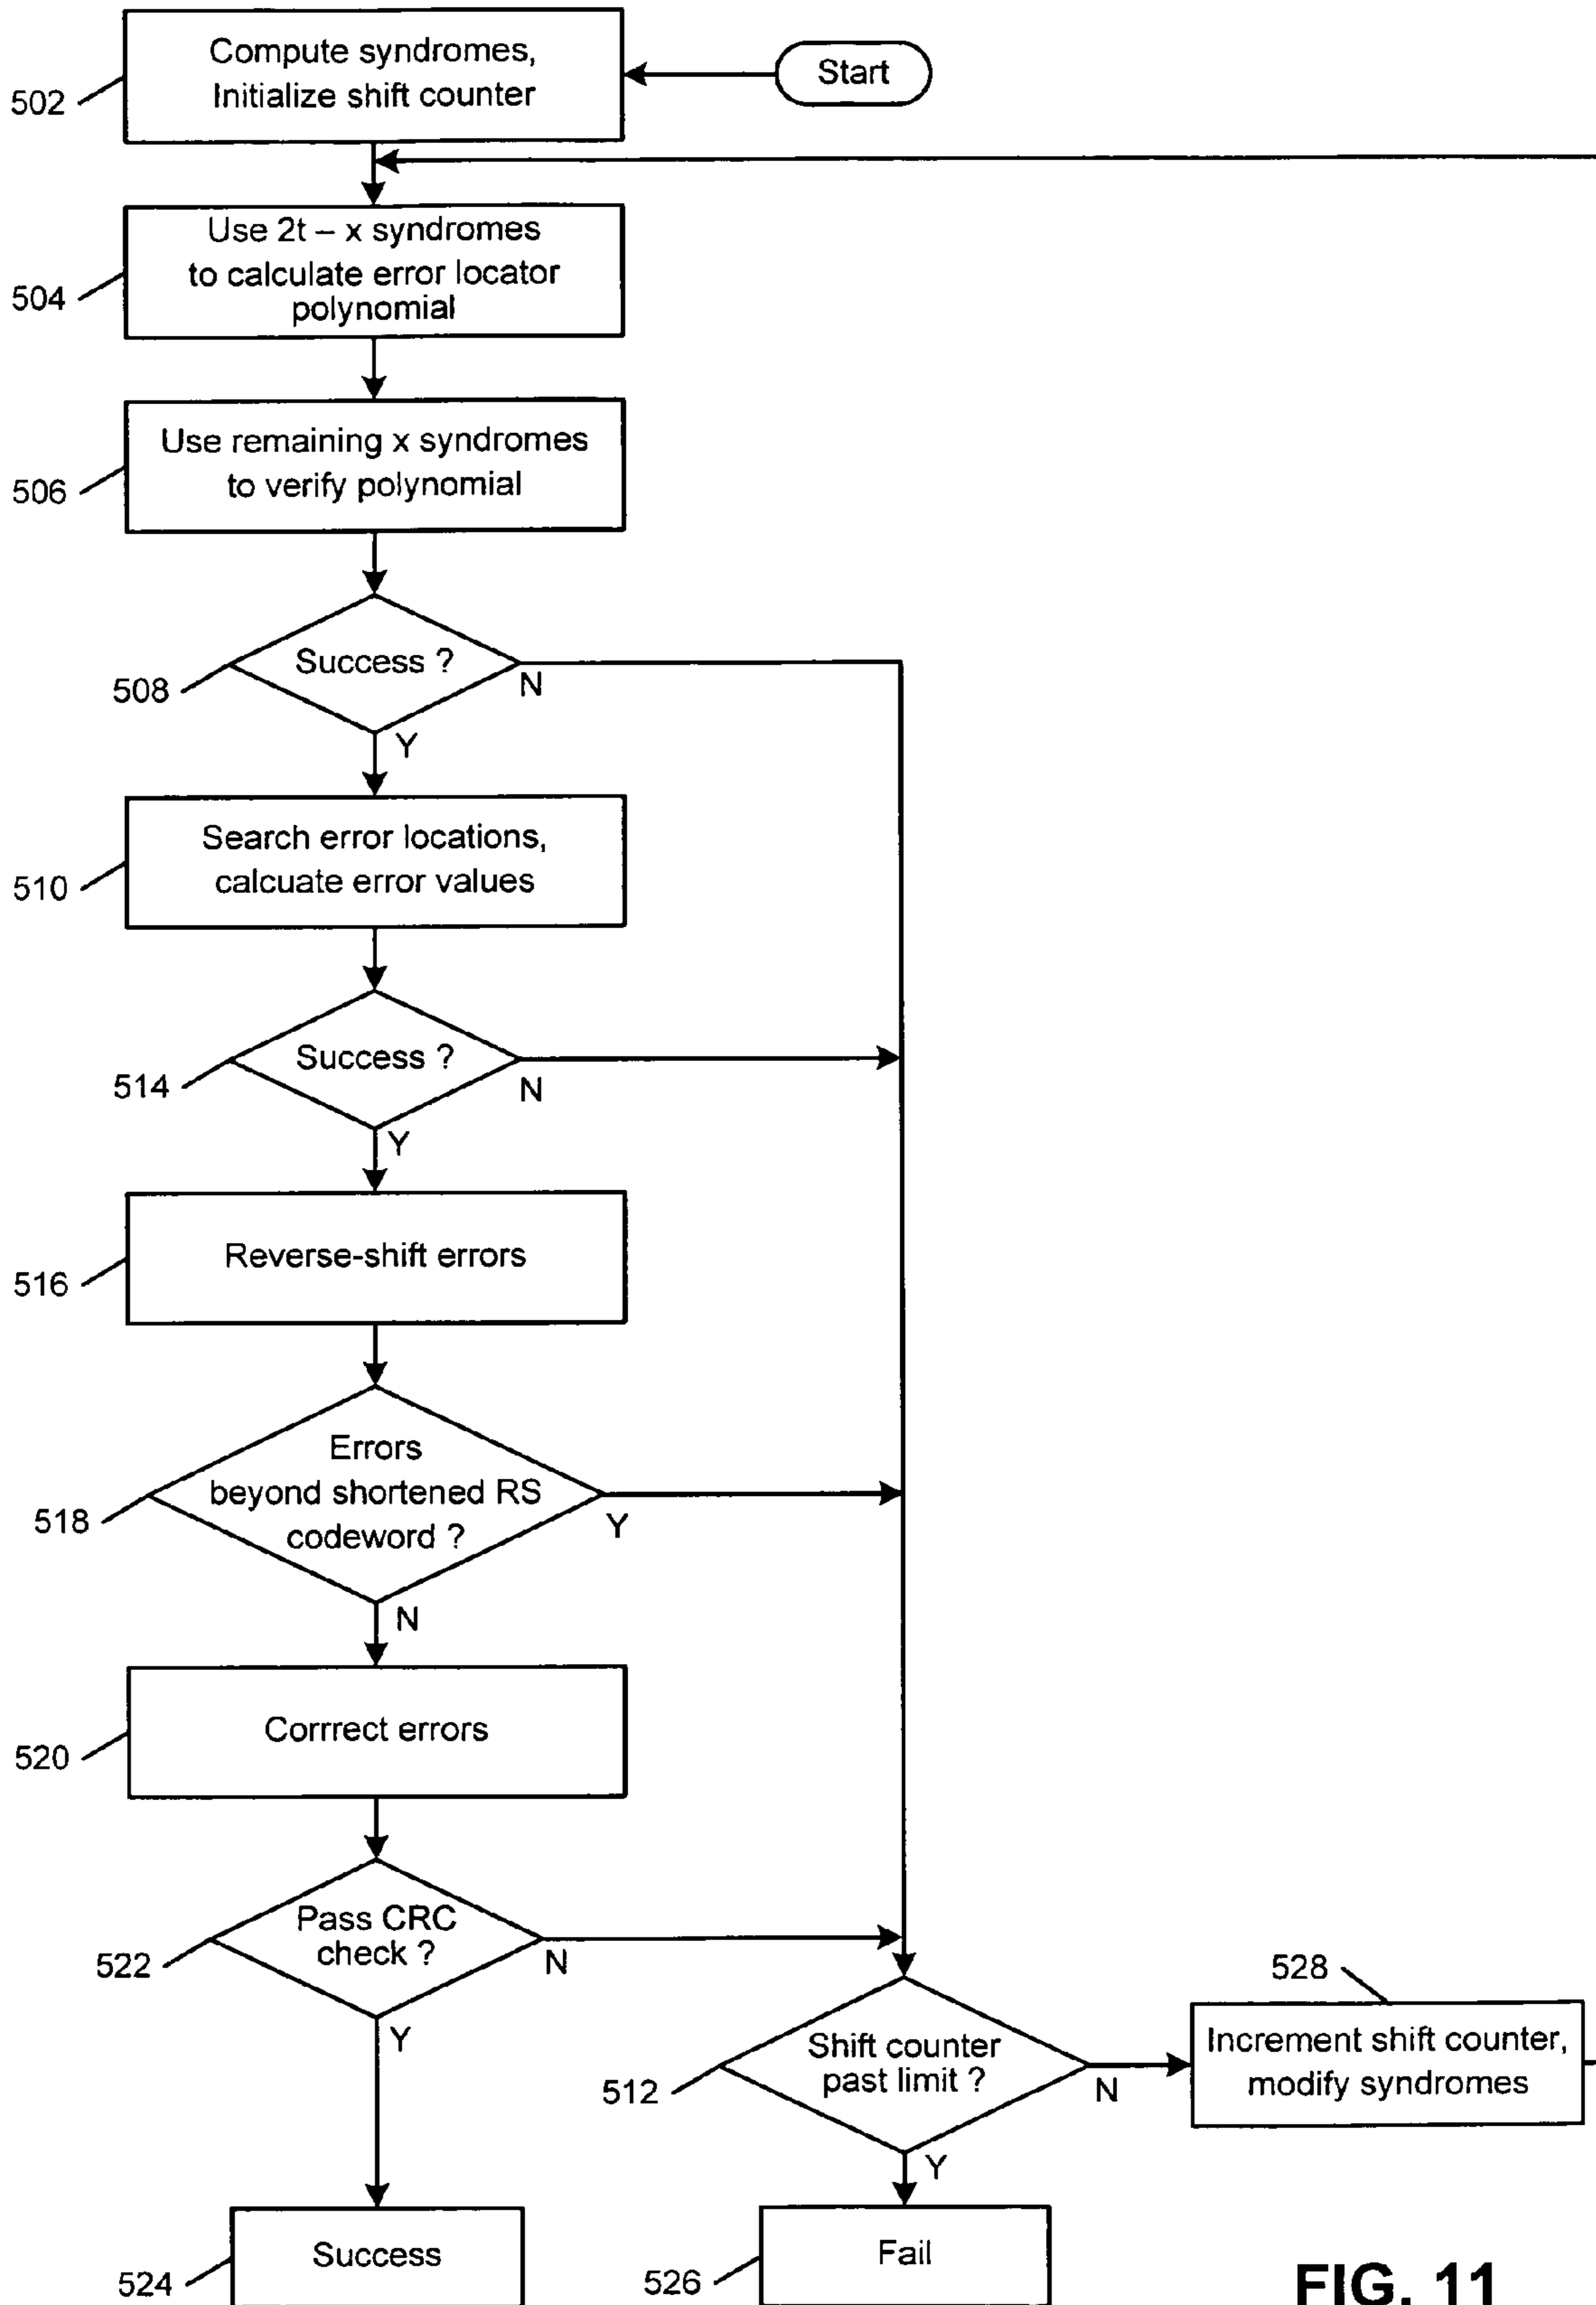 Compute syndromes,
Initialize shift counter
Start
502
Use 2t – x syndromes
to calculate error locator
polynomial
504
Use remaining x syndromes
to verify polynomial
506
Success ?
508
N
Y
Search error locations,
calcuate error values
510
Success ?
514
N
Y
Reverse-shift errors
516
Errors
beyond shortened RS
codeword ?
518
Y
N
Corrrect errors
520
Pass CRC
check ?
522
N
Y
528
Increment shift counter,
modify syndromes
Shift counter
past limit ?
512
N
Y
Success
524
Fail
526
FIG. 11